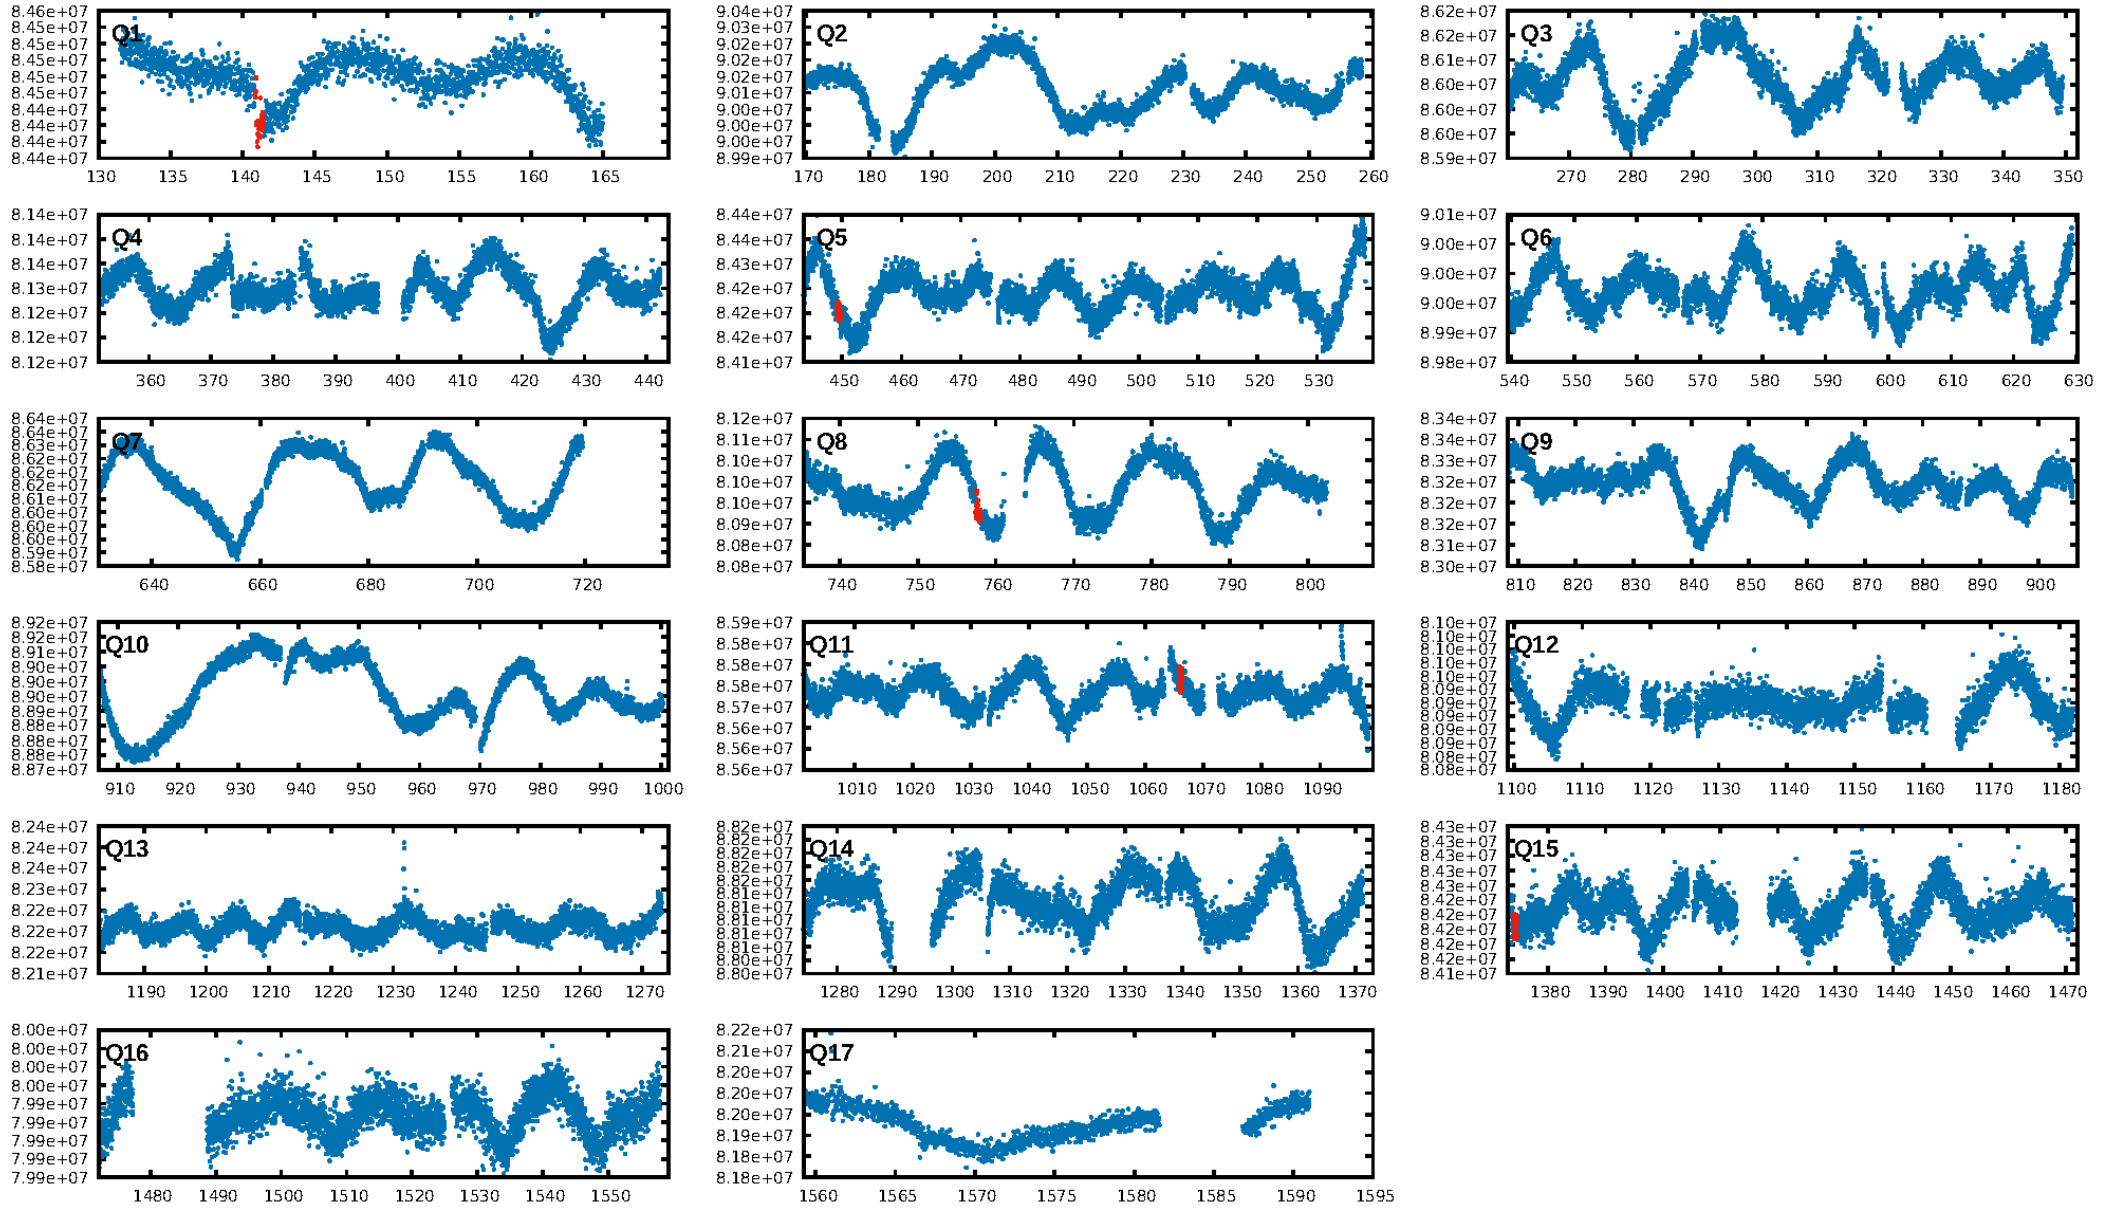 8.46e+07
8.45e+07
8.45e+07
8.45e+07
8.45e+07
8.45e+07
8.44e+07
8.44e+07
8.44e+07
8.44e+07
Q1
130 135 140 145 150 155 160 165
9.04e+07
9.03e+07
9.02e+07
9.02e+07
9.02e+07
9.01e+07
9.00e+07
9.00e+07
9.00e+07
8.99e+07
Q2
170 180 190 200 210 220 230 240 250 260
8.62e+07
8.62e+07
8.61e+07
8.60e+07
8.60e+07
8.60e+07
8.59e+07
Q3
270 280 290 300 310 320 330 340 350
8.14e+07
8.14e+07
8.14e+07
8.13e+07
8.12e+07
8.12e+07
8.12e+07
Q4
360 370 380 390 400 410 420 430 440
8.44e+07
8.44e+07
8.43e+07
8.42e+07
8.42e+07
8.42e+07
8.41e+07
Q5
450 460 470 480 490 500 510 520 530
9.01e+07
9.00e+07
9.00e+07
9.00e+07
8.99e+07
8.98e+07
Q6
540 550 560 570 580 590 600 610 620 630
8.64e+07
8.64e+07
8.63e+07
8.62e+07
8.62e+07
8.62e+07
8.61e+07
8.60e+07
8.60e+07
8.60e+07
8.59e+07
8.58e+07
Q7
640 660 680 700 720
8.12e+07
8.11e+07
8.10e+07
8.10e+07
8.10e+07
8.09e+07
8.08e+07
8.08e+07
Q8
740 750 760 770 780 790 800
8.34e+07
8.34e+07
8.33e+07
8.32e+07
8.32e+07
8.32e+07
8.31e+07
8.30e+07
Q9
810 820 830 840 850 860 870 880 890 900
8.92e+07
8.92e+07
8.91e+07
8.90e+07
8.90e+07
8.90e+07
8.89e+07
8.88e+07
8.88e+07
8.88e+07
8.87e+07
Q10
910 920 930 940 950 960 970 980 990 1000
8.59e+07
8.58e+07
8.58e+07
8.58e+07
8.57e+07
8.56e+07
8.56e+07
8.56e+07
Q11
1010 1020 1030 1040 1050 1060 1070 1080 1090
8.10e+07
8.10e+07
8.10e+07
8.10e+07
8.10e+07
8.09e+07
8.09e+07
8.09e+07
8.09e+07
8.09e+07
8.08e+07
8.08e+07
Q12
1100 1110 1120 1130 1140 1150 1160 1170 1180
8.24e+07
8.24e+07
8.24e+07
8.23e+07
8.22e+07
8.22e+07
8.22e+07
8.21e+07
Q13
1190 1200 1210 1220 1230 1240 1250 1260 1270
8.82e+07
8.82e+07
8.82e+07
8.82e+07
8.82e+07
8.81e+07
8.81e+07
8.81e+07
8.81e+07
8.81e+07
8.80e+07
8.80e+07
Q14
1280 1290 1300 1310 1320 1330 1340 1350 1360 1370
8.43e+07
8.43e+07
8.43e+07
8.43e+07
8.43e+07
8.42e+07
8.42e+07
8.42e+07
8.42e+07
8.42e+07
8.41e+07
Q15
1380 1390 1400 1410 1420 1430 1440 1450 1460 1470
8.00e+07
8.00e+07
8.00e+07
8.00e+07
7.99e+07
7.99e+07
7.99e+07
7.99e+07
7.99e+07
Q16
1480 1490 1500 1510 1520 1530 1540 1550
8.22e+07
8.21e+07
8.20e+07
8.20e+07
8.20e+07
8.19e+07
8.18e+07
8.18e+07
Q17
1560 1565 1570 1575 1580 1585 1590 1595